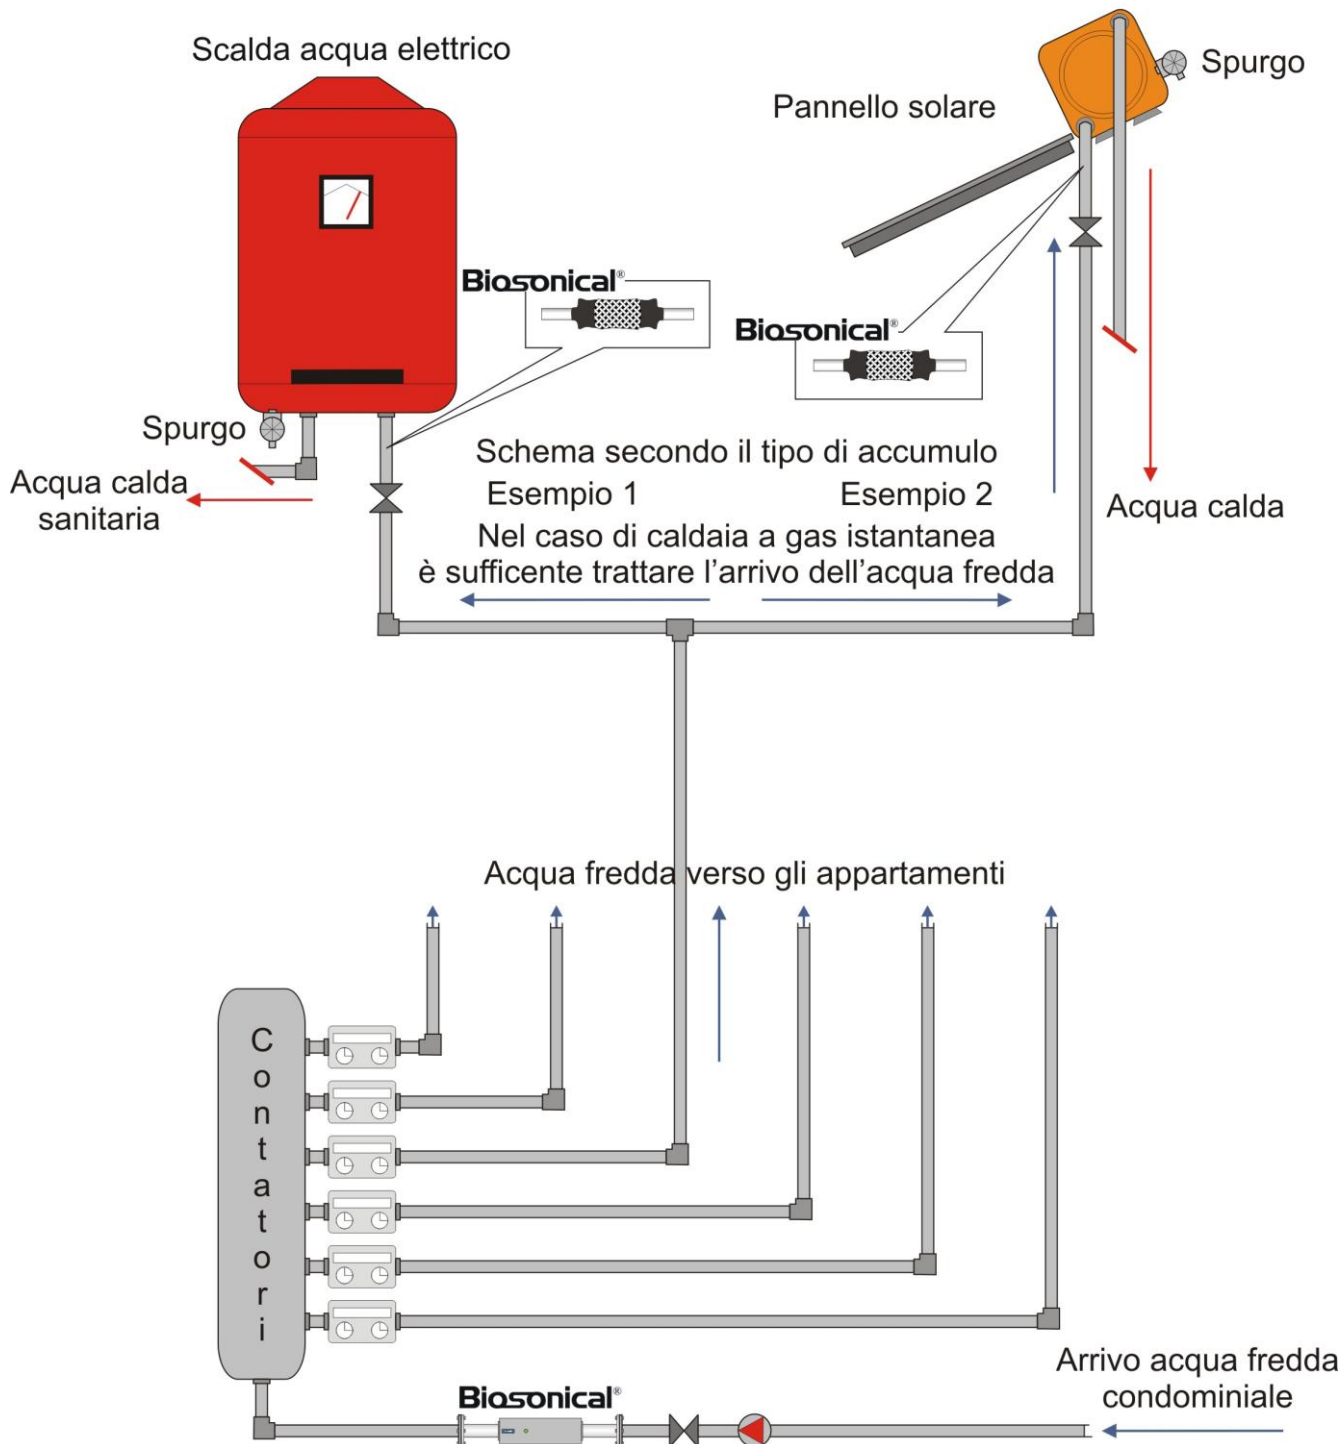 Scalda acqua elettrico
Spurgo
Pannello solare
Biosonical®
Biosonical®
Spurgo
Acqua calda
sanitaria
Schema secondo il tipo di accumulo
Esempio 1
Esempio 2
Acqua calda
Nel caso di caldaia a gas istantanea
è sufficente trattare l'arrivo dell'acqua fredda
Acqua fredda verso gli appartamenti
Contatori
Arrivo acqua fredda
condominiale
Biosonical®